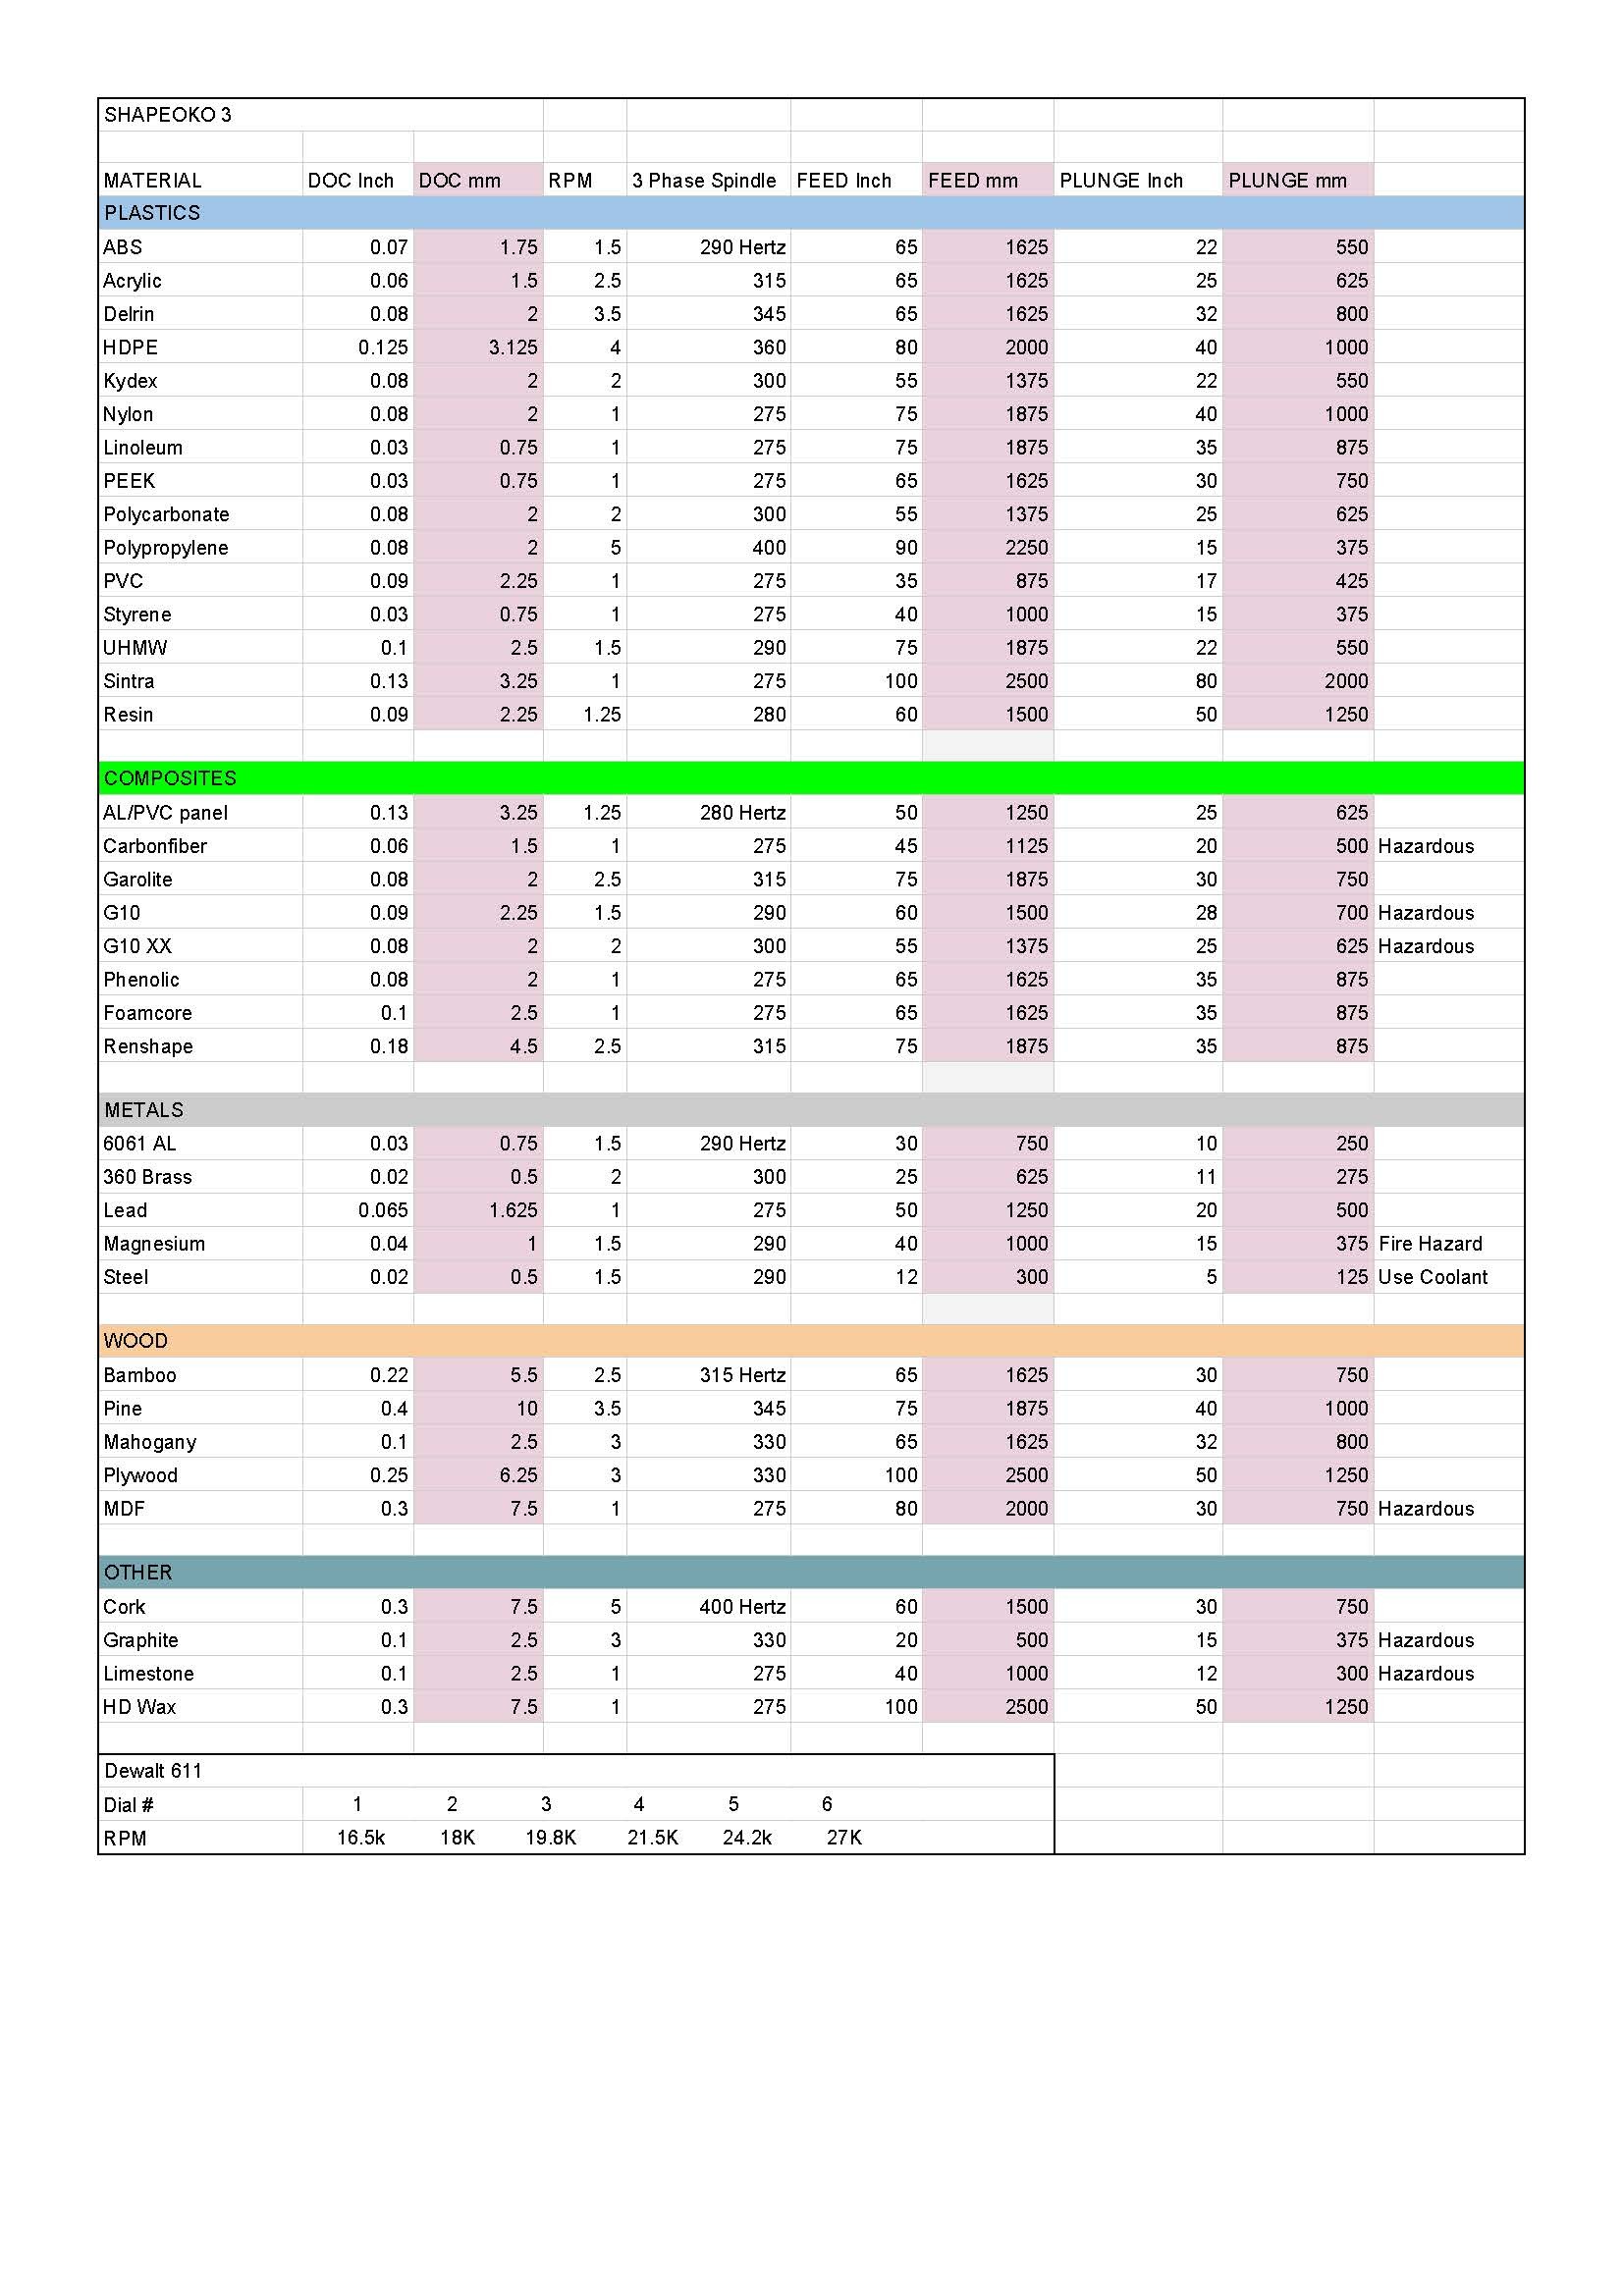 SHAPEOKO 3
MATERIAL DOC Inch DOC mm RPM 3 Phase Spindle FEED Inch FEED mm PLUNGE Inch PLUNGE mm
PLASTICS
ABS 0.07 1.75 1.5 290 Hertz 65 1625 22 550
Acrylic 0.06 1.5 2.5 315 65 1625 25 625
Delrin 0.08 2 3.5 345 65 1625 32 800
HDPE 0.125 3.125 4 360 80 2000 40 1000
Kydex 0.08 2 2 300 55 1375 22 550
Nylon 0.08 2 1 275 75 1875 40 1000
Linoleum 0.03 0.75 1 275 75 1875 35 875
PEEK 0.03 0.75 1 275 65 1625 30 750
Polycarbonate 0.08 2 2 300 55 1375 25 625
Polypropylene 0.08 2 5 400 90 2250 15 375
PVC 0.09 2.25 1 275 35 875 17 425
Styrene 0.03 0.75 1 275 40 1000 15 375
UHMW 0.1 2.5 1.5 290 75 1875 22 550
Sintra 0.13 3.25 1 275 100 2500 80 2000
Resin 0.09 2.25 1.25 280 60 1500 50 1250
COMPOSITES
AL/PVC panel 0.13 3.25 1.25 280 Hertz 50 1250 25 625
Carbonfiber 0.06 1.5 1 275 45 1125 20 500 Hazardous
Garolite 0.08 2 2.5 315 75 1875 30 750
G10 0.09 2.25 1.5 290 60 1500 28 700 Hazardous
G10 XX 0.08 2 2 300 55 1375 25 625 Hazardous
Phenolic 0.08 2 1 275 65 1625 35 875
Foamcore 0.1 2.5 1 275 65 1625 35 875
Renshape 0.18 4.5 2.5 315 75 1875 35 875
METALS
6061 AL 0.03 0.75 1.5 290 Hertz 30 750 10 250
360 Brass 0.02 0.5 2 300 25 625 11 275
Lead 0.065 1.625 1 275 50 1250 20 500
Magnesium 0.04 1 1.5 290 40 1000 15 375 Fire Hazard
Steel 0.02 0.5 1.5 290 12 300 5 125 Use Coolant
WOOD
Bamboo 0.22 5.5 2.5 315 Hertz 65 1625 30 750
Pine 0.4 10 3.5 345 75 1875 40 1000
Mahogany 0.1 2.5 3 330 65 1625 32 800
Plywood 0.25 6.25 3 330 100 2500 50 1250
MDF 0.3 7.5 1 275 80 2000 30 750 Hazardous
OTHER
Cork 0.3 7.5 5 400 Hertz 60 1500 30 750
Graphite 0.1 2.5 3 330 20 500 15 375 Hazardous
Limestone 0.1 2.5 1 275 40 1000 12 300 Hazardous
HD Wax 0.3 7.5 1 275 100 2500 50 1250
Dewalt 611
Dial # 1 2 3 4 5 6
RPM 16.5k 18K 19.8K 21.5K 24.2k 27K